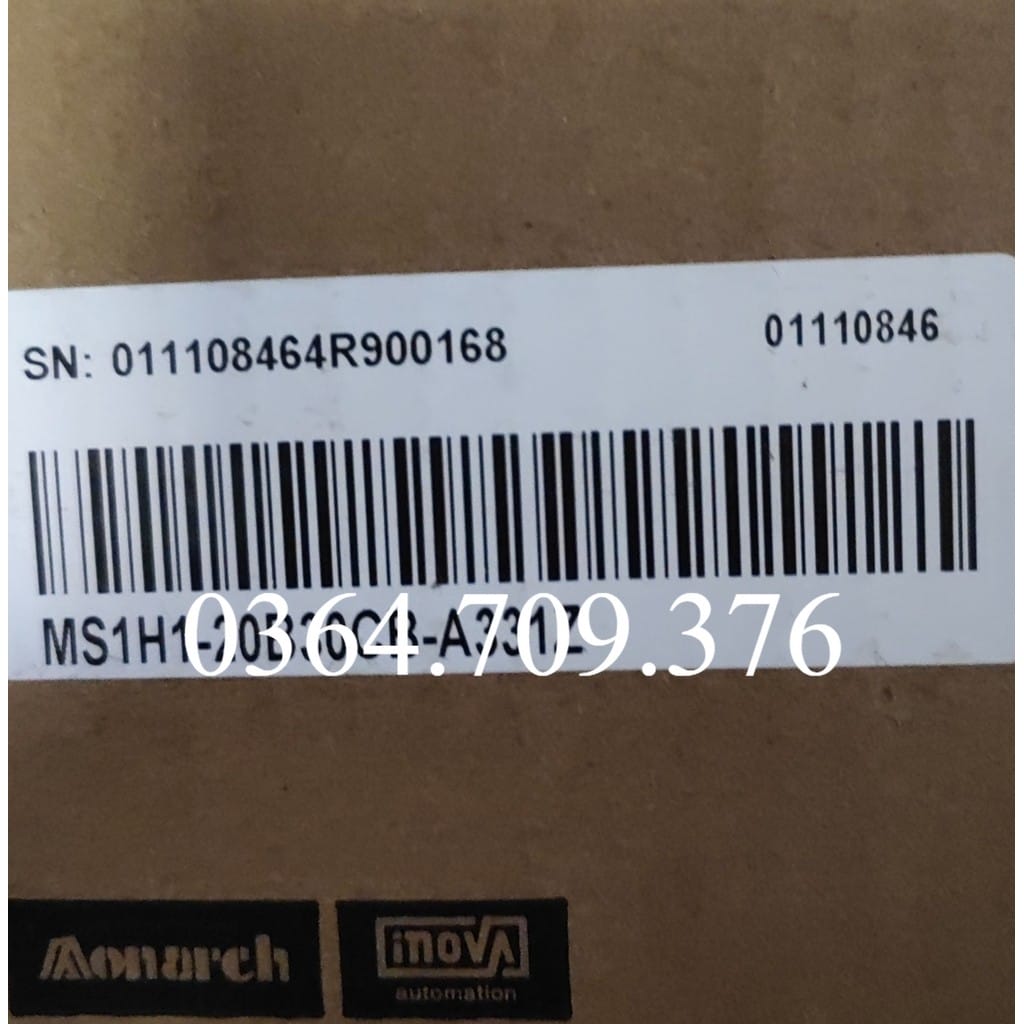 SN: 011108464R900168
01110846
MS1H1-20B30CB-A331Z
0364.709.376
Monarch
inovA
automation